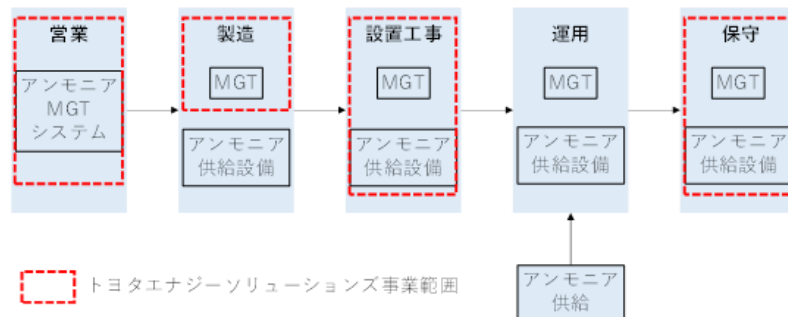 営業
アンモニア
MGT
システム
製造
MGT
アンモニア
供給設備
設置工事
MGT
アンモニア
供給設備
運用
MGT
アンモニア
供給設備
保守
MGT
アンモニア
供給設備
アンモニア
供給
トヨタエナジーソリューションズ事業範囲